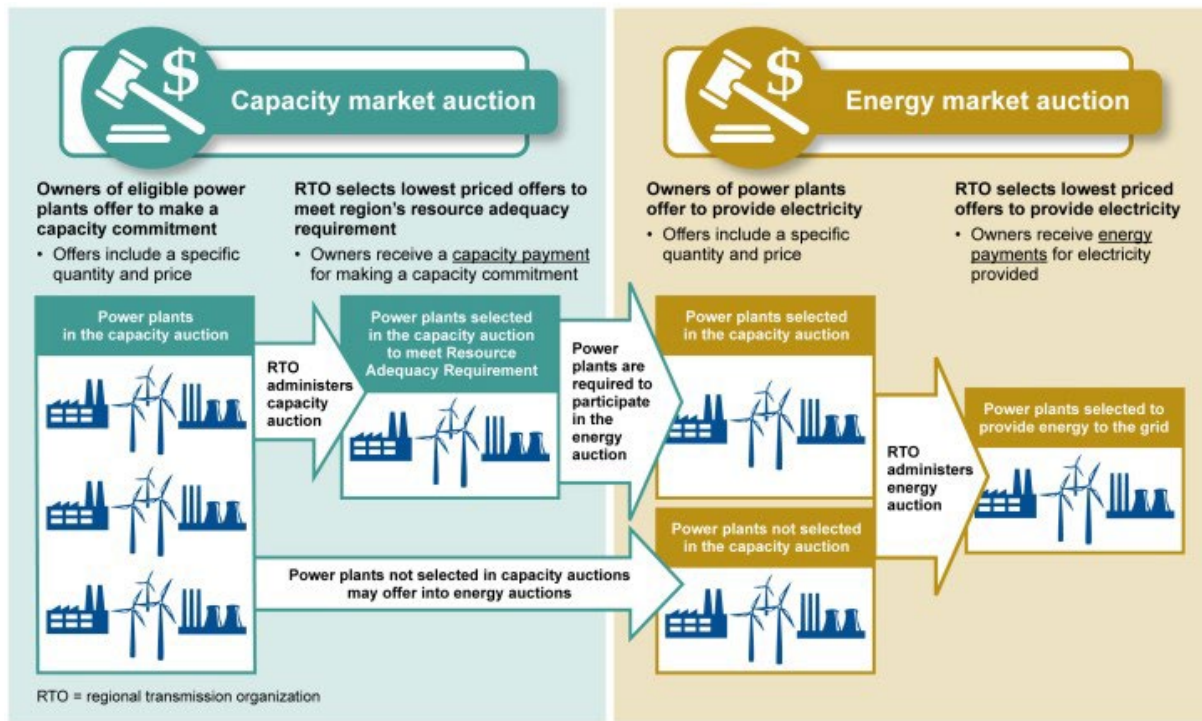 $
Capacity market auction
Owners of eligible power
plants offer to make a
capacity commitment
• Offers include a specific
quantity and price
RTO selects lowest priced offers to
meet region's resource adequacy
requirement
• Owners receive a capacity payment
for making a capacity commitment
Power plants
in the capacity auction
RTO
administers
capacity
auction
Power plants selected
in the capacity auction
to meet Resource
Adequacy Requirement
Power
plants are
required to
participate
in the
energy
auction
Power plants not selected in capacity auctions
may offer into energy auctions
RTO = regional transmission organization
$
Energy market auction
Owners of power plants
offer to provide electricity
• Offers include a specific
quantity and price
RTO selects lowest priced
offers to provide electricity
• Owners receive energy
payments for electricity
provided
Power plants selected
in the capacity auction
Power plants not selected
in the capacity auction
RTO
administers
energy
auction
Power plants selected to
provide energy to the grid